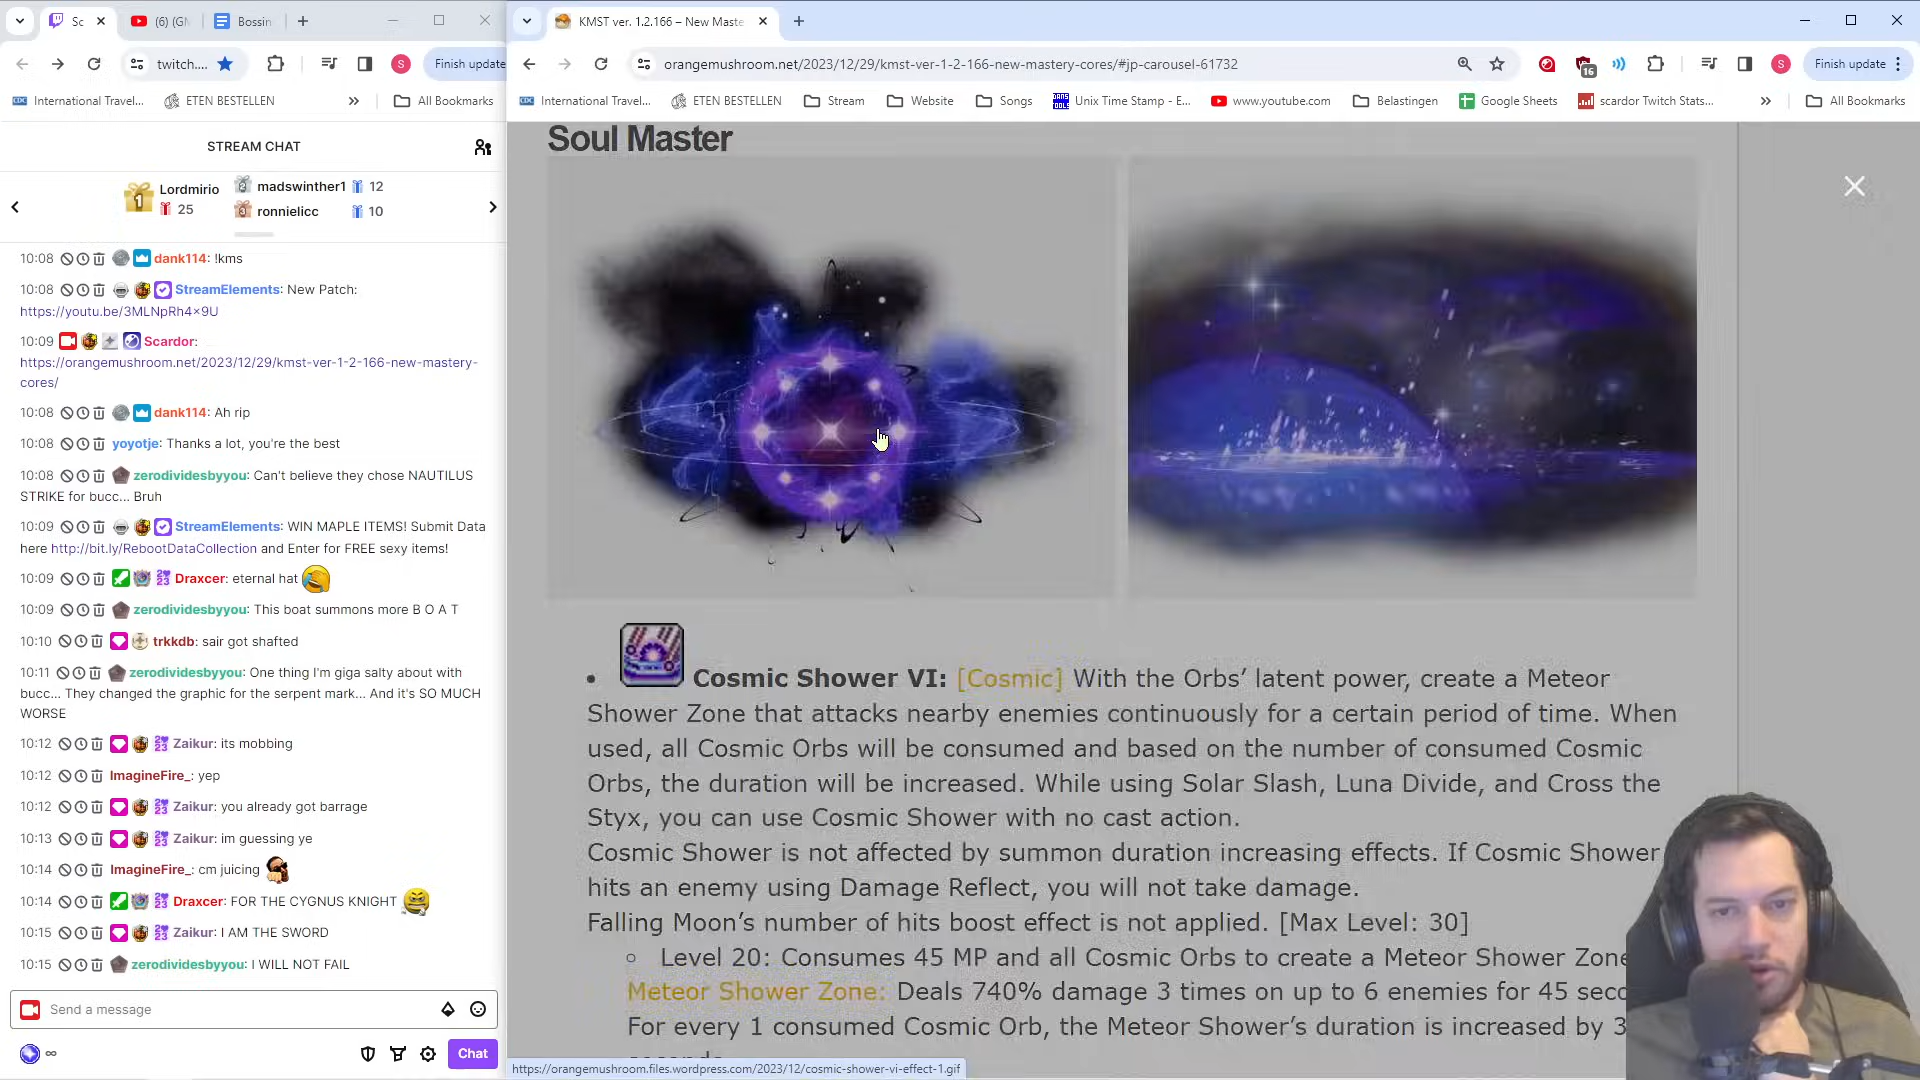 Sc
(6) (GM
Bossin
KMST ver. 1.2.166 – New Maste
twitch....
S
Finish update
orangemushroom.net/2023/12/29/kmst-ver-1-2-166-new-mastery-cores/#jp-carousel-61732
16
S
Finish update
International Travel...
ETEN BESTELLEN
All Bookmarks
International Travel...
ETEN BESTELLEN
Stream
Website
Songs
Unix Time Stamp - E...
www.youtube.com
Belastingen
Google Sheets
scardor Twitch Stats...
All Bookmarks
STREAM CHAT
1
Lordmirio
25
madswinther1 12
ronnielicc 10
10:08 dank114: !kms
10:08 StreamElements: New Patch:
https://youtu.be/3MLNpRh4x9U
10:09 Scardor:
https://orangemushroom.net/2023/12/29/kmst-ver-1-2-166-new-mastery-
cores/
10:08 dank114: Ah rip
10:08 yoyotje: Thanks a lot, you're the best
10:08 zerodividesbyyou: Can't believe they chose NAUTILUS
STRIKE for bucc... Bruh
10:09 StreamElements: WIN MAPLE ITEMS! Submit Data
here http://bit.ly/RebootDataCollection and Enter for FREE sexy items!
10:09 Draxcer: eternal hat
10:09 zerodividesbyyou: This boat summons more B O A T
10:10 trkkdb: sair got shafted
10:11 zerodividesbyyou: One thing I'm giga salty about with
bucc... They changed the graphic for the serpent mark... And it's SO MUCH
WORSE
10:12 Zaikur: its mobbing
10:12 ImagineFire_: yep
10:12 Zaikur: you already got barrage
10:13 Zaikur: im guessing ye
10:14 ImagineFire_: cm juicing
10:14 Draxcer: FOR THE CYGNUS KNIGHT
10:15 Zaikur: I AM THE SWORD
10:15 zerodividesbyyou: I WILL NOT FAIL
Send a message
∞
Chat
Soul Master
Cosmic Shower VI: [Cosmic] With the Orbs’ latent power, create a Meteor
Shower Zone that attacks nearby enemies continuously for a certain period of time. When
used, all Cosmic Orbs will be consumed and based on the number of consumed Cosmic
Orbs, the duration will be increased. While using Solar Slash, Luna Divide, and Cross the
Styx, you can use Cosmic Shower with no cast action.
Cosmic Shower is not affected by summon duration increasing effects. If Cosmic Shower
hits an enemy using Damage Reflect, you will not take damage.
Falling Moon’s number of hits boost effect is not applied. [Max Level: 30]
Level 20: Consumes 45 MP and all Cosmic Orbs to create a Meteor Shower Zone
Meteor Shower Zone: Deals 740% damage 3 times on up to 6 enemies for 45 seco
For every 1 consumed Cosmic Orb, the Meteor Shower’s duration is increased by 3
https://orangemushroom.files.wordpress.com/2023/12/cosmic-shower-vi-effect-1.gif